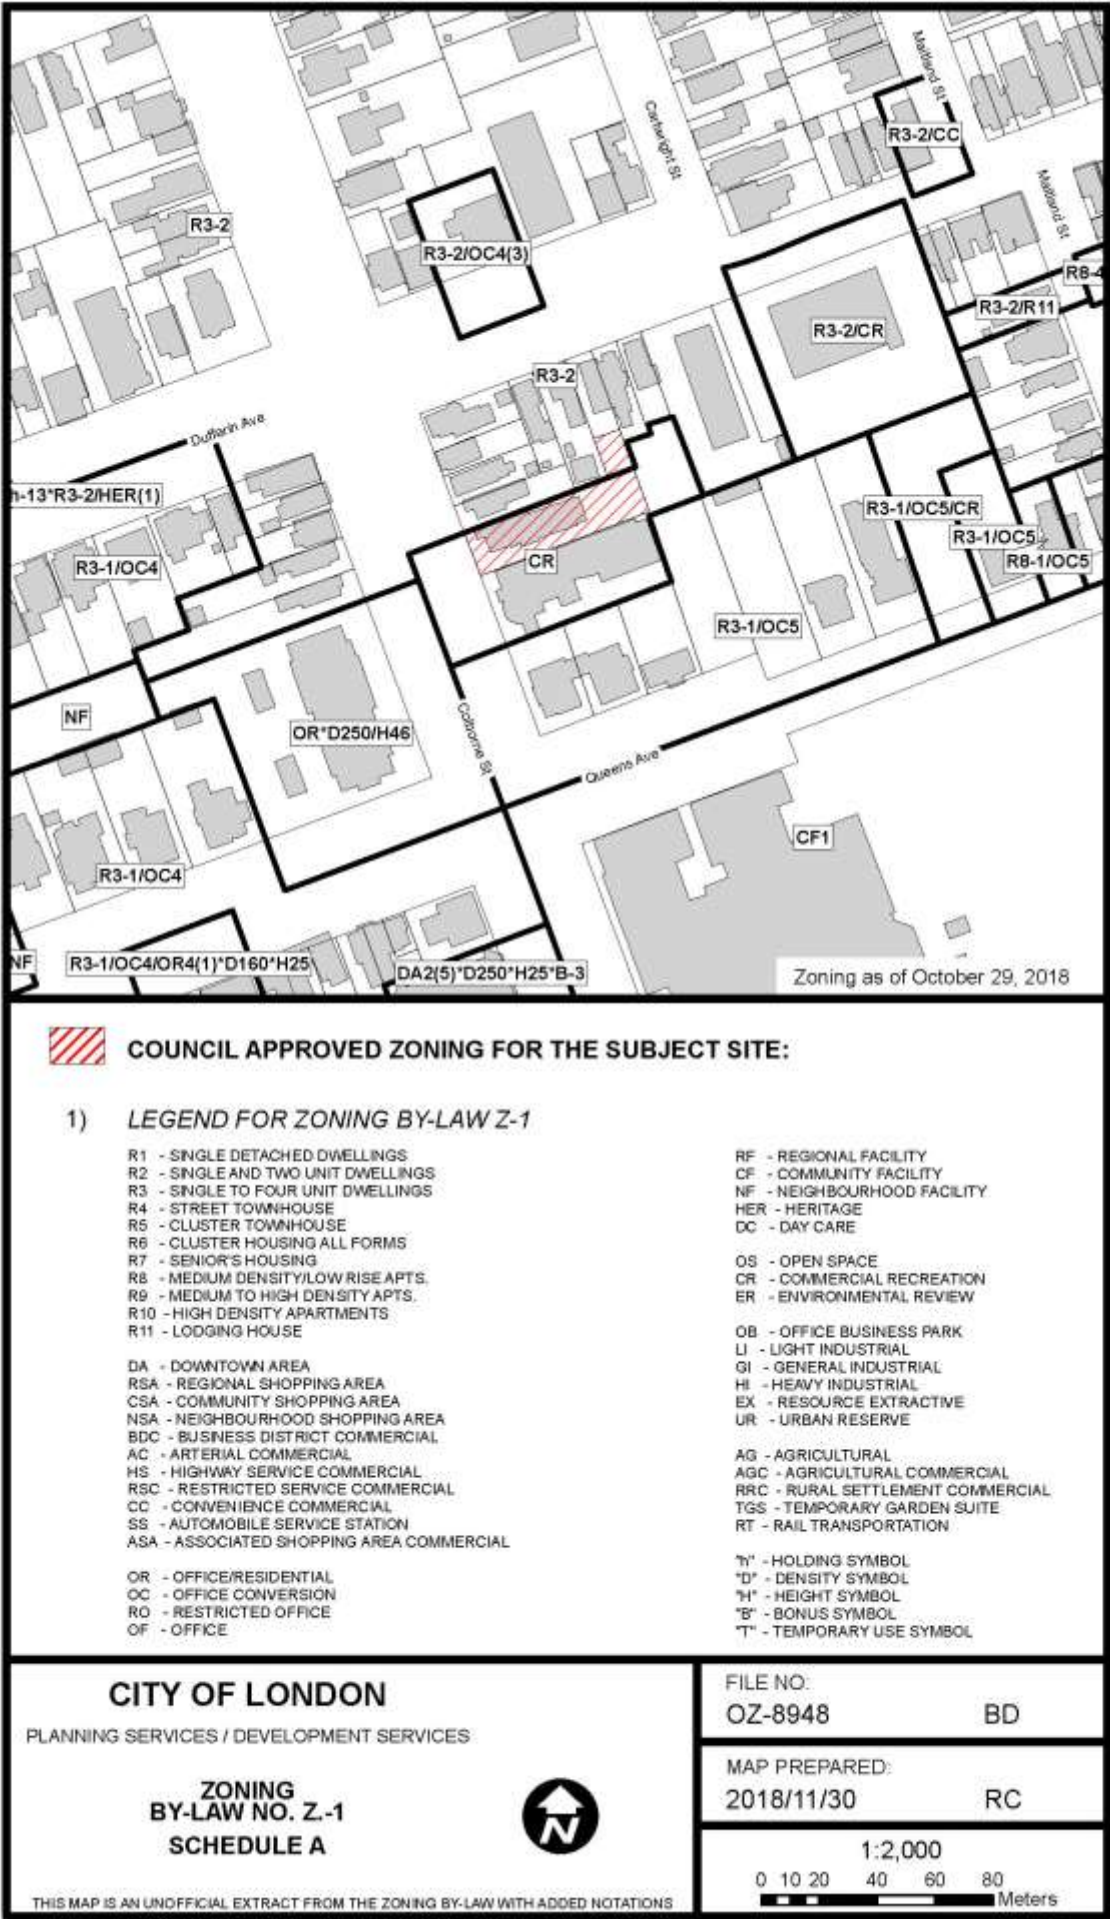 Maitland St
R3-2/CC
Cartwright St
Maitland St
R3-2
R3-2/OC4(3)
R8-4
R3-2/R11
R3-2/CR
R3-2
Dufferin Ave
h-13*R3-2/HER(1)
R3-1/OC5/CR
R3-1/OC5
R8-1/OC5
R3-1/OC4
CR
R3-1/OC5
NF
OR*D250/H46
Colborne St
Queens Ave
CF1
R3-1/OC4
NF
R3-1/OC4/OR4(1)*D160*H25
DA2(5)*D250*H25*B-3
Zoning as of October 29, 2018
COUNCIL APPROVED ZONING FOR THE SUBJECT SITE:
1) LEGEND FOR ZONING BY-LAW Z-1
R1 - SINGLE DETACHED DWELLINGS
R2 - SINGLE AND TWO UNIT DWELLINGS
R3 - SINGLE TO FOUR UNIT DWELLINGS
R4 - STREET TOWNHOUSE
R5 - CLUSTER TOWNHOUSE
R6 - CLUSTER HOUSING ALL FORMS
R7 - SENIOR'S HOUSING
R8 - MEDIUM DENSITY/LOW RISE APTS.
R9 - MEDIUM TO HIGH DENSITY APTS.
R10 - HIGH DENSITY APARTMENTS
R11 - LODGING HOUSE
DA - DOWNTOWN AREA
RSA - REGIONAL SHOPPING AREA
CSA - COMMUNITY SHOPPING AREA
NSA - NEIGHBOURHOOD SHOPPING AREA
BDC - BUSINESS DISTRICT COMMERCIAL
AC - ARTERIAL COMMERCIAL
HS - HIGHWAY SERVICE COMMERCIAL
RSC - RESTRICTED SERVICE COMMERCIAL
CC - CONVENIENCE COMMERCIAL
SS - AUTOMOBILE SERVICE STATION
ASA - ASSOCIATED SHOPPING AREA COMMERCIAL
OR - OFFICE/RESIDENTIAL
OC - OFFICE CONVERSION
RO - RESTRICTED OFFICE
OF - OFFICE
RF - REGIONAL FACILITY
CF - COMMUNITY FACILITY
NF - NEIGHBOURHOOD FACILITY
HER - HERITAGE
DC - DAY CARE
OS - OPEN SPACE
CR - COMMERCIAL RECREATION
ER - ENVIRONMENTAL REVIEW
OB - OFFICE BUSINESS PARK
LI - LIGHT INDUSTRIAL
GI - GENERAL INDUSTRIAL
HI - HEAVY INDUSTRIAL
EX - RESOURCE EXTRACTIVE
UR - URBAN RESERVE
AG - AGRICULTURAL
AGC - AGRICULTURAL COMMERCIAL
RRC - RURAL SETTLEMENT COMMERCIAL
TGS - TEMPORARY GARDEN SUITE
RT - RAIL TRANSPORTATION
"h" - HOLDING SYMBOL
"D" - DENSITY SYMBOL
"H" - HEIGHT SYMBOL
"B" - BONUS SYMBOL
"T" - TEMPORARY USE SYMBOL
CITY OF LONDON
PLANNING SERVICES / DEVELOPMENT SERVICES
ZONING
BY-LAW NO. Z.-1
SCHEDULE A
N
THIS MAP IS AN UNOFFICIAL EXTRACT FROM THE ZONING BY-LAW WITH ADDED NOTATIONS
FILE NO:
OZ-8948 BD
MAP PREPARED:
2018/11/30 RC
1:2,000
0 10 20 40 60 80
Meters